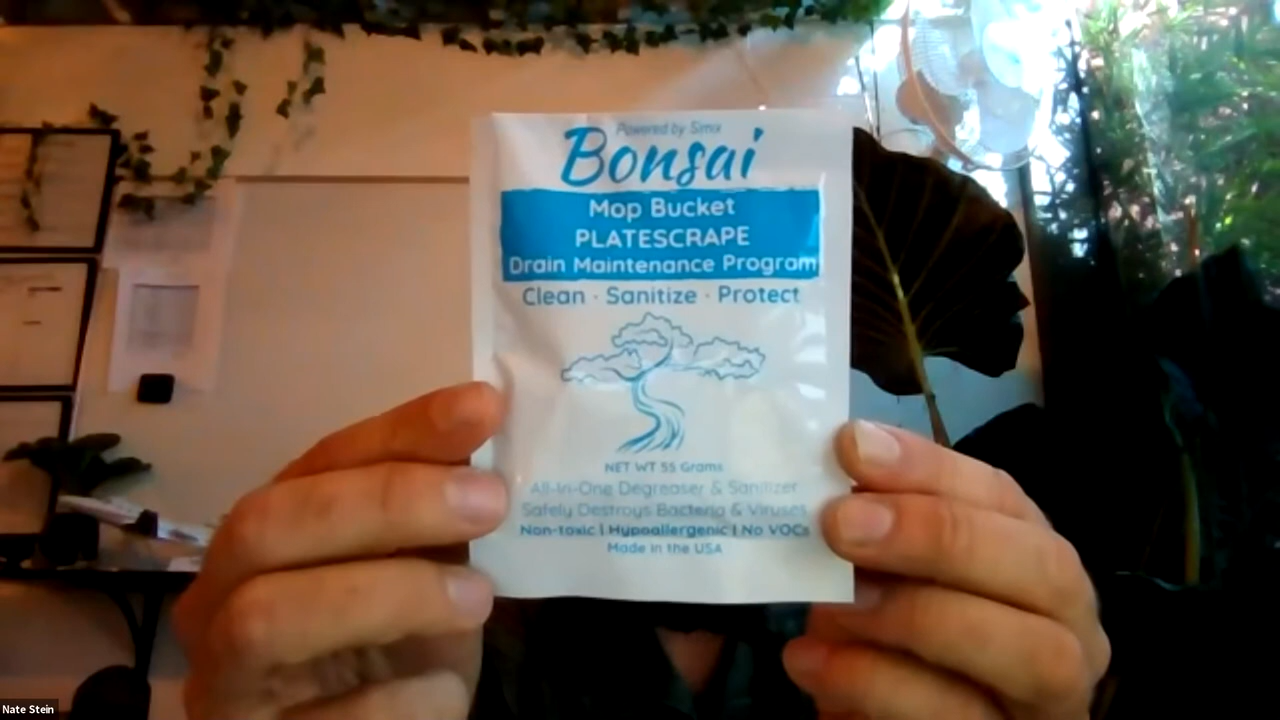 Powered by Simix
Bonsai
Mop Bucket
PLATESCRAPE
Drain Maintenance Program
Clean · Sanitize · Protect
NET WT 55 Grams
All-In-One Degreaser & Sanitizer
Safely Destroys Bacteria & Viruses
Non-toxic | Hypoallergenic | No VOCs
Made in the USA
Nate Stein